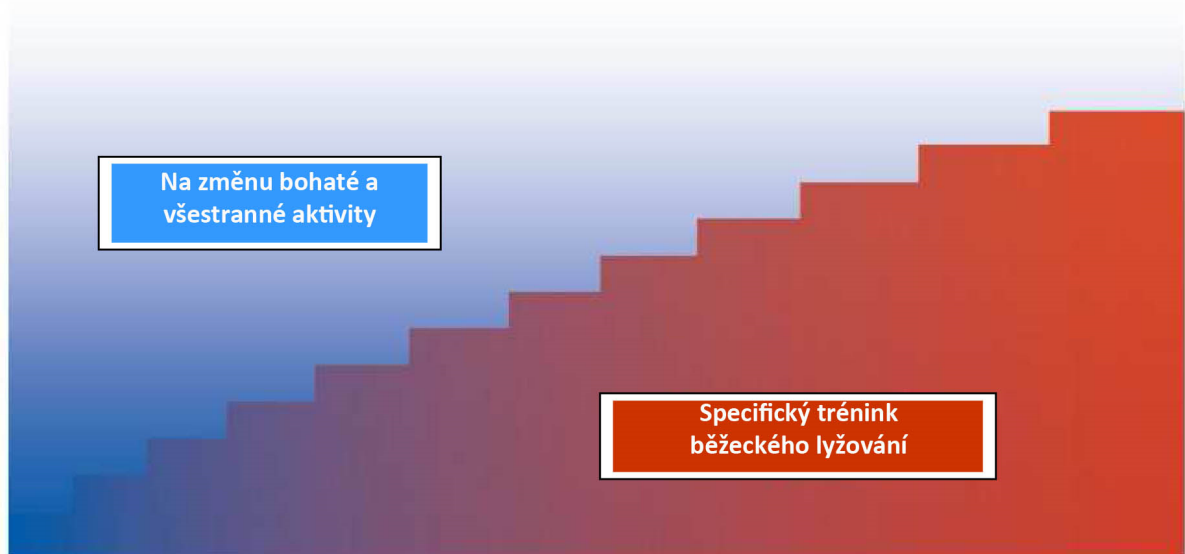 Na změnu bohaté a
všestranné aktivity
Specifický trénink
běžeckého lyžování